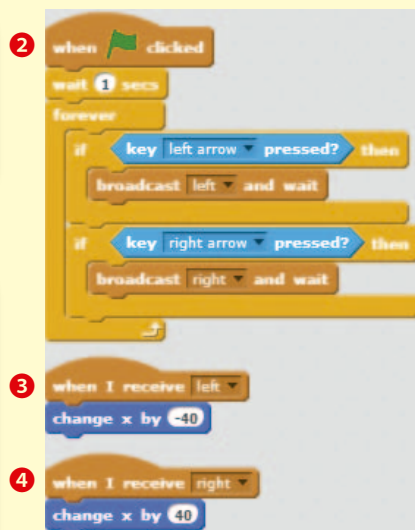 2 when clicked
wait 1 secs
forever
if key left arrow pressed? then
broadcast left and wait
if key right arrow pressed? then
broadcast right and wait
3 when I receive left
change x by -40
4 when I receive right
change x by 40